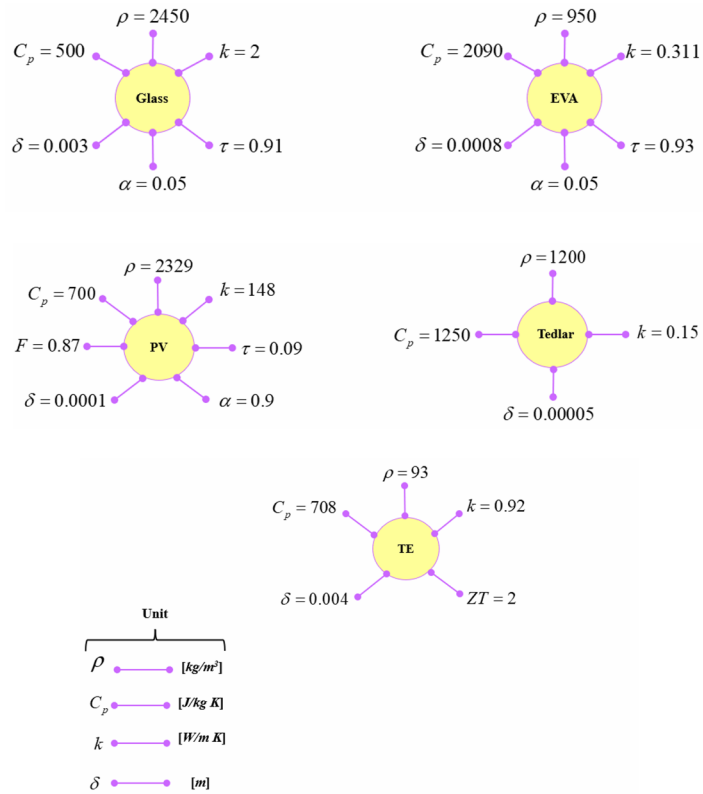 ρ = 2450
C_p = 500
k = 2
Glass
δ = 0.003
τ = 0.91
α = 0.05
ρ = 950
C_p = 2090
k = 0.311
EVA
δ = 0.0008
τ = 0.93
α = 0.05
ρ = 2329
C_p = 700
k = 148
F = 0.87
PV
τ = 0.09
δ = 0.0001
α = 0.9
ρ = 1200
C_p = 1250
Tedlar
k = 0.15
δ = 0.00005
ρ = 93
C_p = 708
k = 0.92
TE
δ = 0.004
ZT = 2
Unit
ρ [kg/m³]
C_p [J/kg K]
k [W/m K]
δ [m]